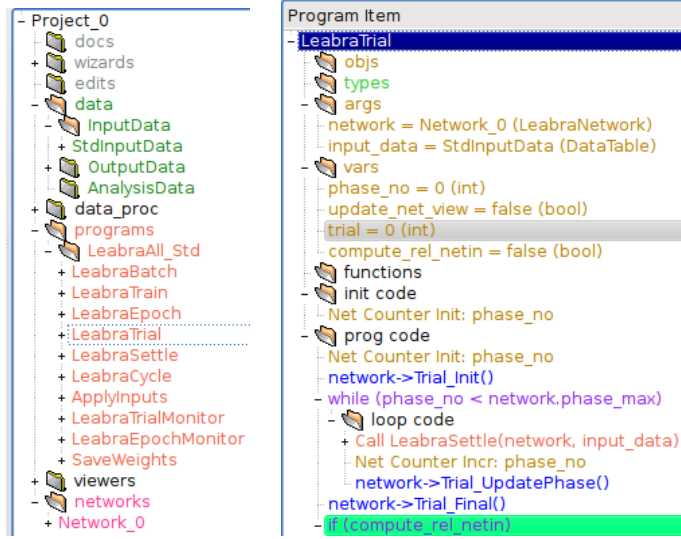 Project_0
docs
wizards
edits
data
InputData
StdInputData
OutputData
AnalysisData
data_proc
programs
LeabraAll_Std
LeabraBatch
LeabraTrain
LeabraEpoch
LeabraTrial
LeabraSettle
LeabraCycle
ApplyInputs
LeabraTrialMonitor
LeabraEpochMonitor
SaveWeights
viewers
networks
Network_0
Program Item
LeabraTrial
objs
types
args
network = Network_0 (LeabraNetwork)
input_data = StdInputData (DataTable)
vars
phase_no = 0 (int)
update_net_view = false (bool)
trial = 0 (int)
compute_rel_netin = false (bool)
functions
init code
Net Counter Init: phase_no
prog code
Net Counter Init: phase_no
network->Trial_Init()
while (phase_no < network.phase_max)
loop code
Call LeabraSettle(network, input_data)
Net Counter Incr: phase_no
network->Trial_UpdatePhase()
network->Trial_Final()
if (compute_rel_netin)